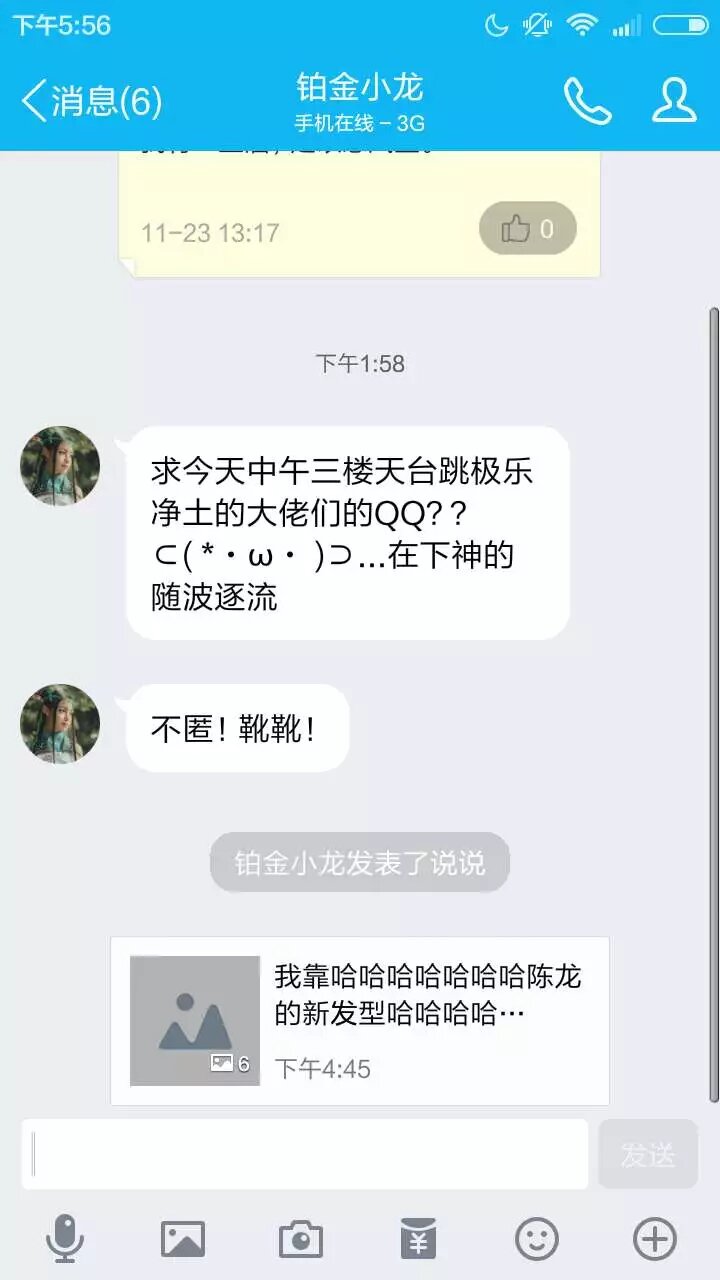 下午5:56
消息(6)
铂金小龙
手机在线 – 3G
11-23 13:17
0
下午1:58
求今天中午三楼天台跳极乐
净土的大佬们的QQ? ?
⊂( *・ω・ )⊃...在下神的
随波逐流
不匿！靴靴！
铂金小龙发表了说说
我靠哈哈哈哈哈哈哈陈龙
的新发型哈哈哈哈…
6
下午4:45
发送